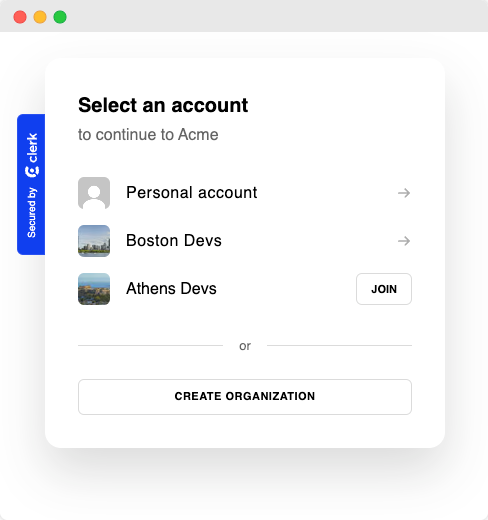 Select an account
to continue to Acme
Secured by clerk
Personal account
Boston Devs
Athens Devs
JOIN
or
CREATE ORGANIZATION